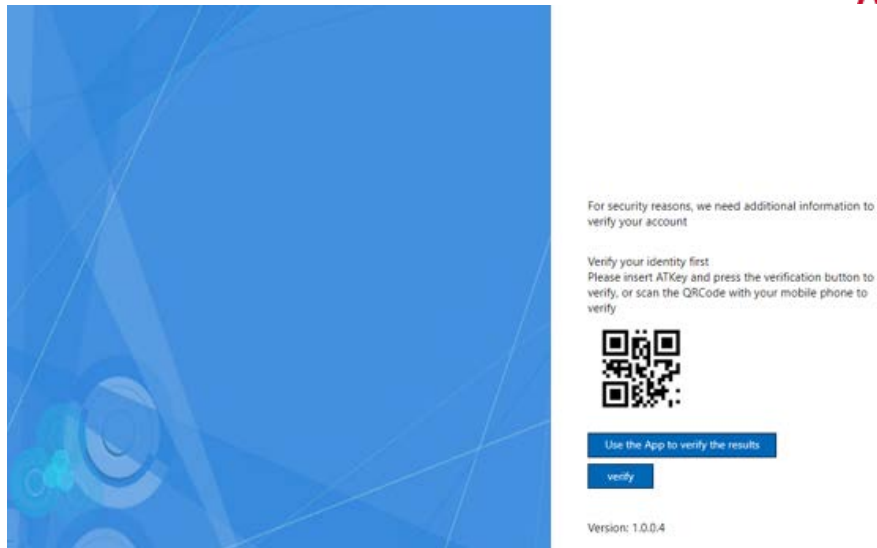 For security reasons, we need additional information to
verify your account
Verify your identity first
Please insert ATKey and press the verification button to
verify, or scan the QRCode with your mobile phone to
verify
Use the App to verify the results
verify
Version: 1.0.0.4